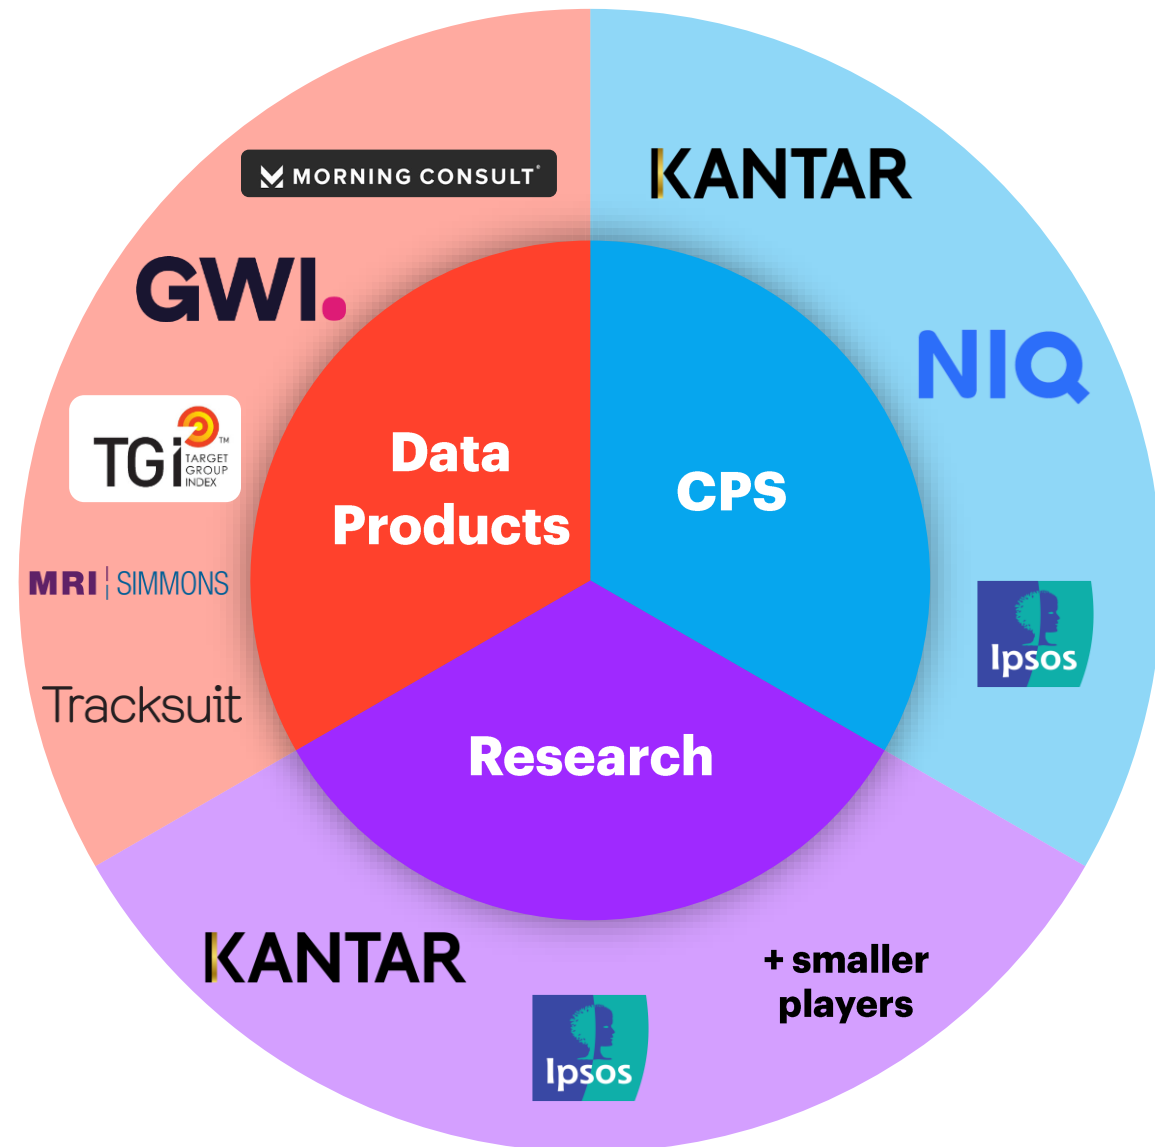 MORNING CONSULT®
KANTAR
GWI.
NIQ
TGi™
TARGET
GROUP
INDEX
Data
Products
CPS
MRI | SIMMONS
Ipsos
Tracksuit
Research
KANTAR
+ smaller
players
Ipsos